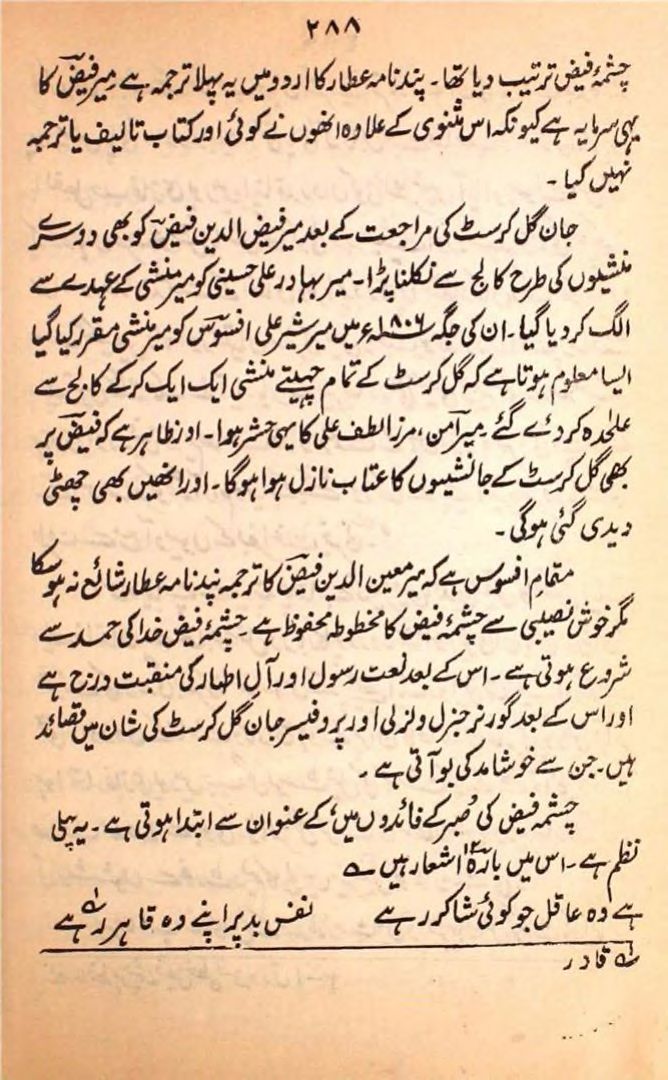 ۲۸۸
چشمۂ فیض ترتیب دیا تھا۔ پندنامہ عطار کا اردو میں یہ پہلا ترجمہ ہے میر فیضؔ کا
یہی سرمایہ ہے کیونکہ اس مثنوی کے علاوہ انھوں نے کوئی اور کتاب تالیف یا ترجمہ
نہیں کیا۔
جان گل کرسٹ کی مراجعت کے بعد میر فیض الدین فیضؔ کو بھی دوسرے
منشیوں کی طرح کالج سے نکلنا پڑا۔ میر بہادر علی حسینی کو میر منشی کے عہدے سے
الگ کر دیا گیا۔ ان کی جگہ ۱۸۰۶ء میں میر شیر علی افسوسؔ کو میر منشی مقرر کیا گیا
ایسا معلوم ہوتا ہے کہ گل کرسٹ کے تمام چہیتے منشی ایک ایک کرکے کالج سے
علٰحدہ کر دئے گئے۔ میر امنؔ، مرزا لطف علی کا یہی حشر ہوا۔ اور ظاہر ہے کہ فیضؔ پر
بھی گل کرسٹ کے جانشینوں کا عتاب نازل ہوا ہوگا۔ اور انھیں بھی چھٹی
دیدی گئی ہوگی۔
مقامِ افسوس ہے کہ میر معین الدین فیضؔ کا ترجمہ پندنامہ عطار شائع نہ ہو سکا
مگر خوش نصیبی سے چشمۂ فیض کا مخطوطہ محفوظ ہے۔ چشمۂ فیض خدا کی حمد سے
شروع ہوتی ہے۔ اس کے بعد نعت رسول اور آلِ اطہار کی منقبت درج ہے
اور اس کے بعد گورنر جنرل ولزلی اور پروفیسر جان گل کرسٹ کی شان میں قصائد
ہیں۔ جن سے خوشامد کی بو آتی ہے۔
چشمہ فیض کی ’صبر کے فائدوں میں‘ کے عنوان سے ابتدا ہوتی ہے۔ یہ پہلی
نظم ہے۔ اس میں بارہ ۱۲ اشعار ہیں ؎
ہے وہ عاقل جو کوئی شاکر رہے نفس بد پر اپنے وہ قاہر رہے ؎۱
؎۱ قادر